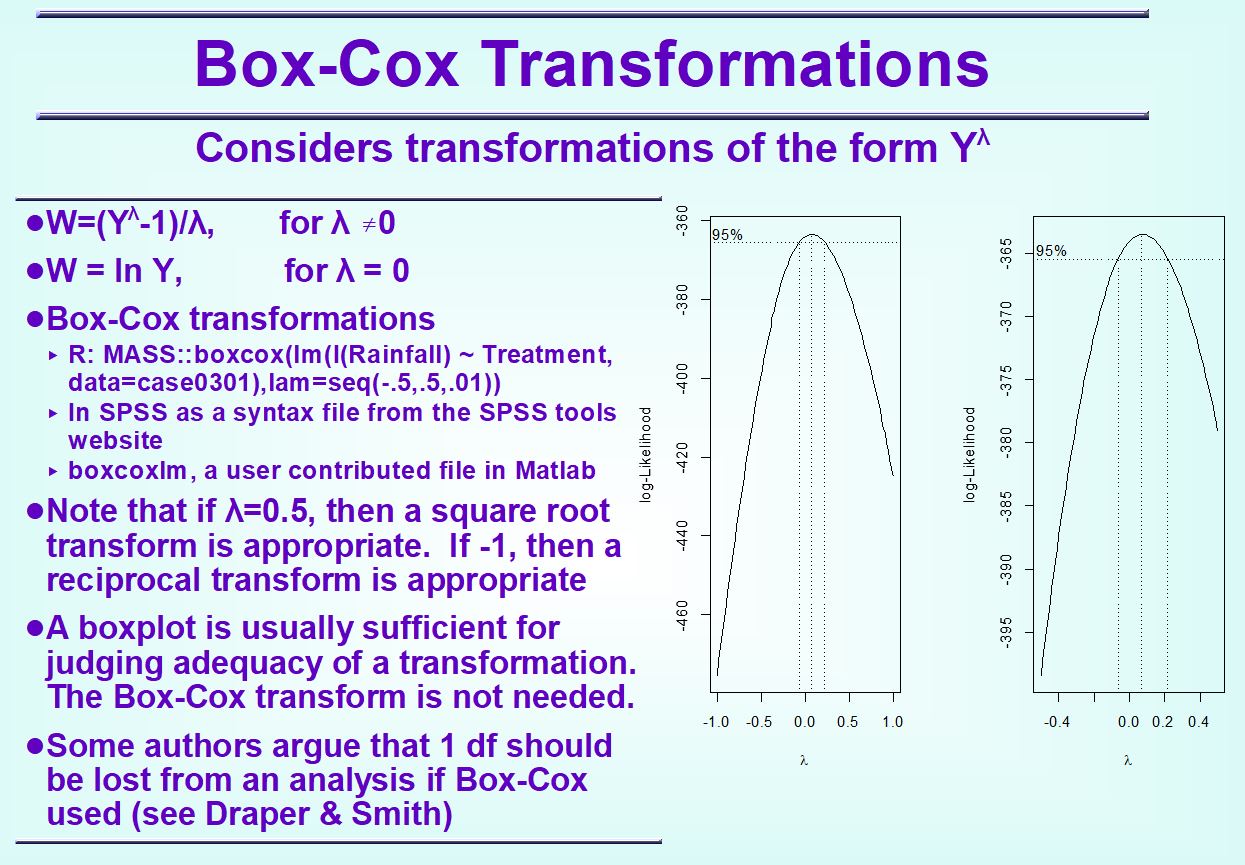 Box-Cox Transformations
Considers transformations of the form Y^λ
●W=(Y^λ-1)/λ, for λ ≠0
●W = ln Y, for λ = 0
●Box-Cox transformations
▸ R: MASS::boxcox(lm(I(Rainfall) ~ Treatment,
data=case0301),lam=seq(-.5,.5,.01))
▸ In SPSS as a syntax file from the SPSS tools
website
▸ boxcoxlm, a user contributed file in Matlab
●Note that if λ=0.5, then a square root
transform is appropriate. If -1, then a
reciprocal transform is appropriate
●A boxplot is usually sufficient for
judging adequacy of a transformation.
The Box-Cox transform is not needed.
●Some authors argue that 1 df should
be lost from an analysis if Box-Cox
used (see Draper & Smith)
log-Likelihood
-360
-380
-400
-420
-440
-460
95%
-1.0 -0.5 0.0 0.5 1.0
λ
log-Likelihood
-365
-370
-375
-380
-385
-390
-395
95%
-0.4 0.0 0.2 0.4
λ